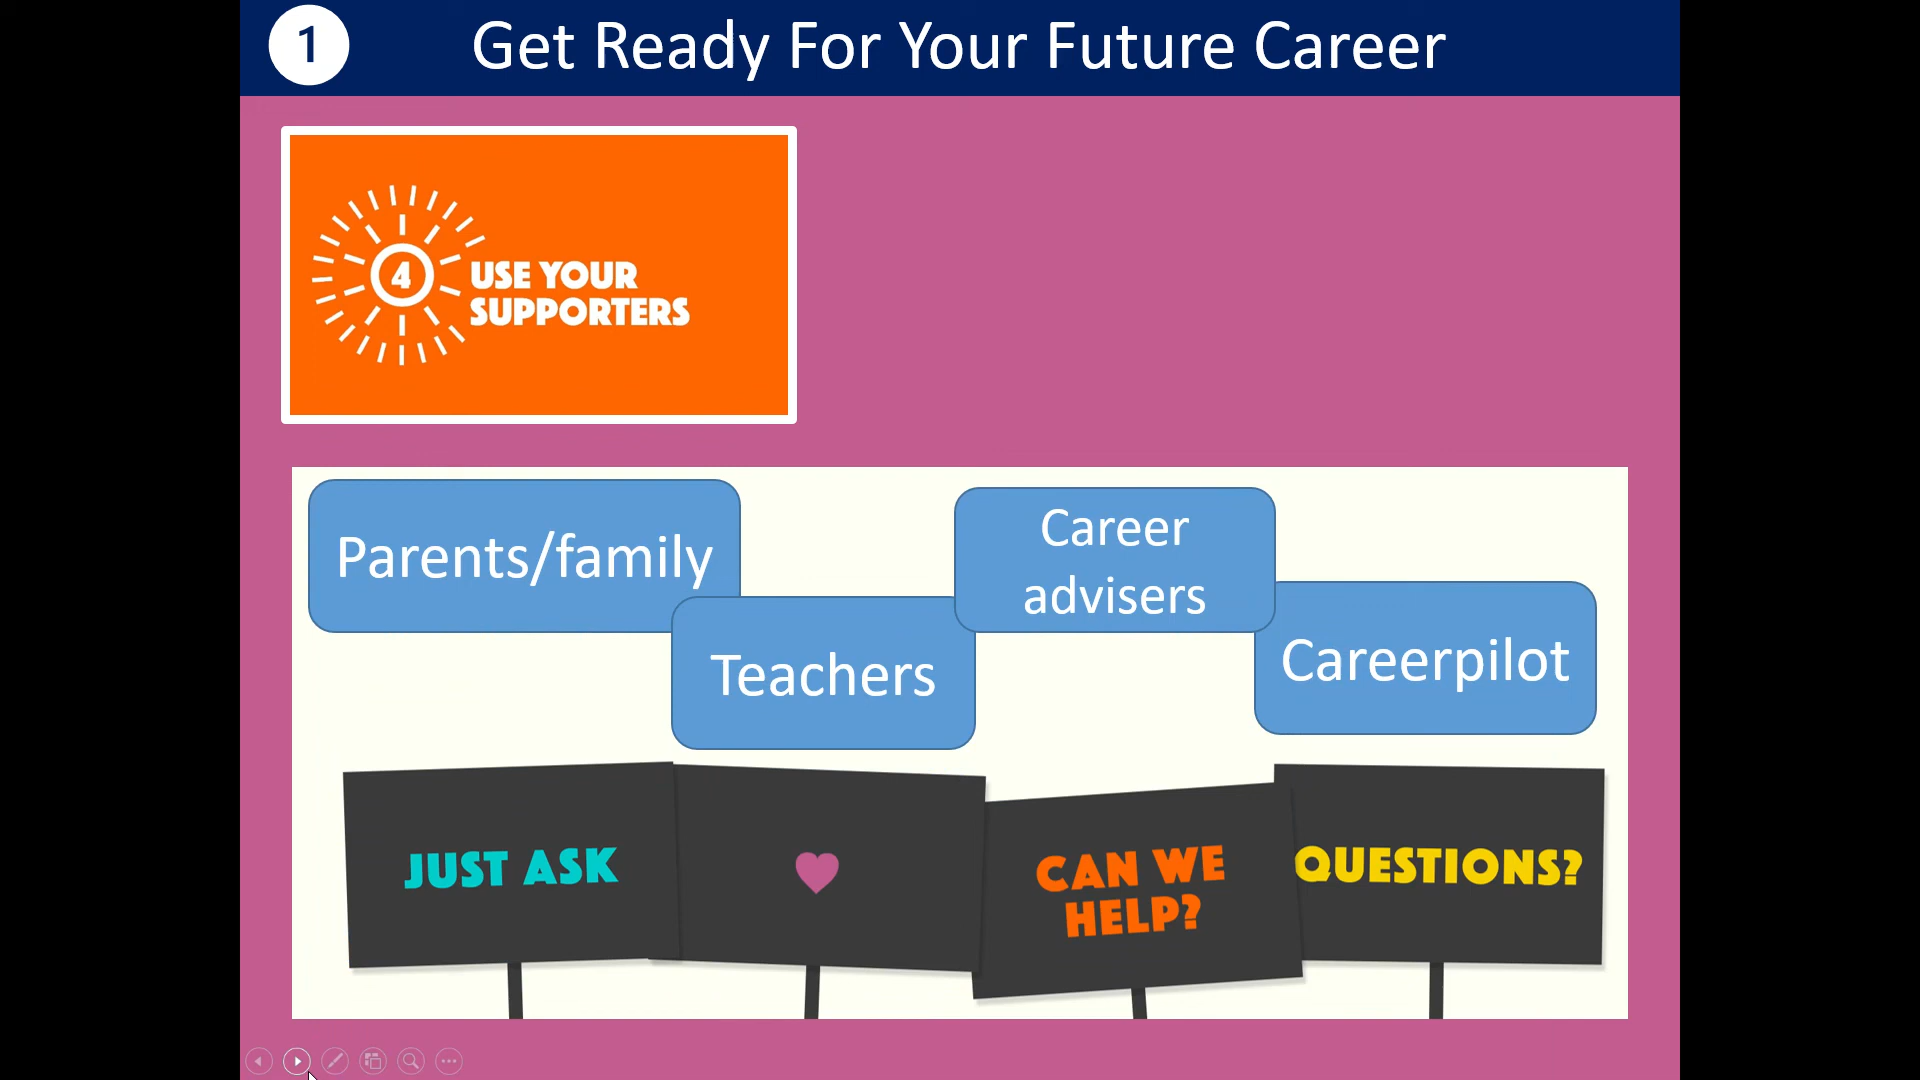 1
Get Ready For Your Future Career
4
USE YOUR
SUPPORTERS
Parents/family
Teachers
Career
advisers
Careerpilot
JUST ASK
CAN WE
HELP?
QUESTIONS?